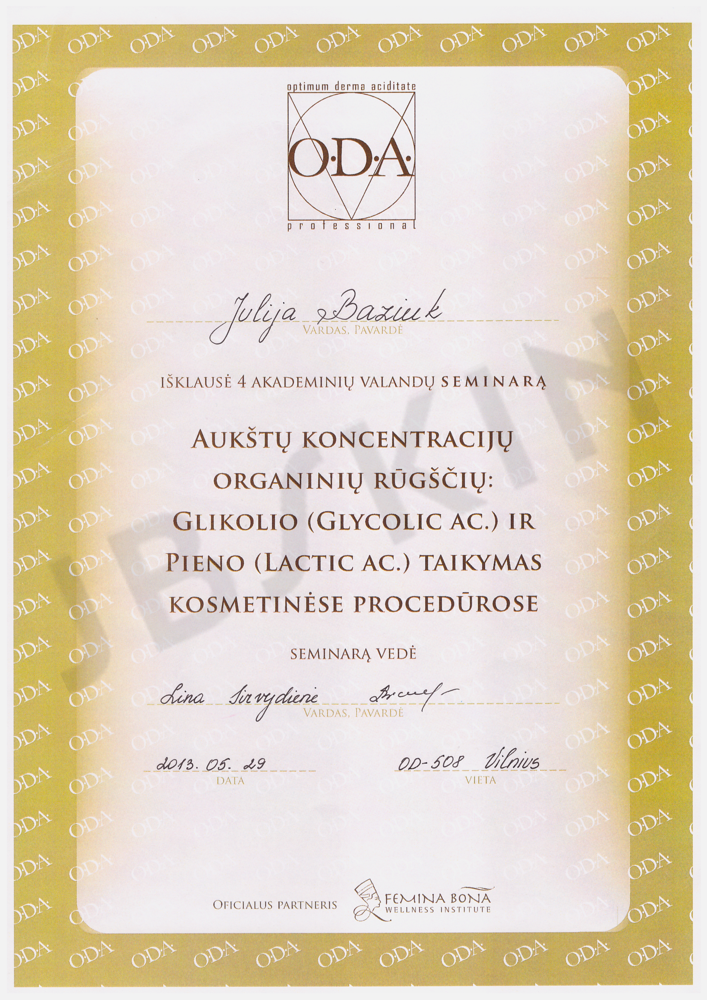 optimum derma aciditate
O·D·A·
professional
Julija Baziuk
VARDAS, PAVARDĖ
IŠKLAUSĖ 4 AKADEMINIŲ VALANDŲ SEMINARĄ
AUKŠTŲ KONCENTRACIJŲ
ORGANINIŲ RŪGŠČIŲ:
GLIKOLIO (GLYCOLIC AC.) IR
PIENO (LACTIC AC.) TAIKYMAS
KOSMETINĖSE PROCEDŪROSE
SEMINARĄ VEDĖ
Lina Sirvydienė
VARDAS, PAVARDĖ
2013. 05. 29
OD-508 Vilnius
DATA
VIETA
OFICIALUS PARTNERIS
FEMINA BONA
WELLNESS INSTITUTE
JBSKIN